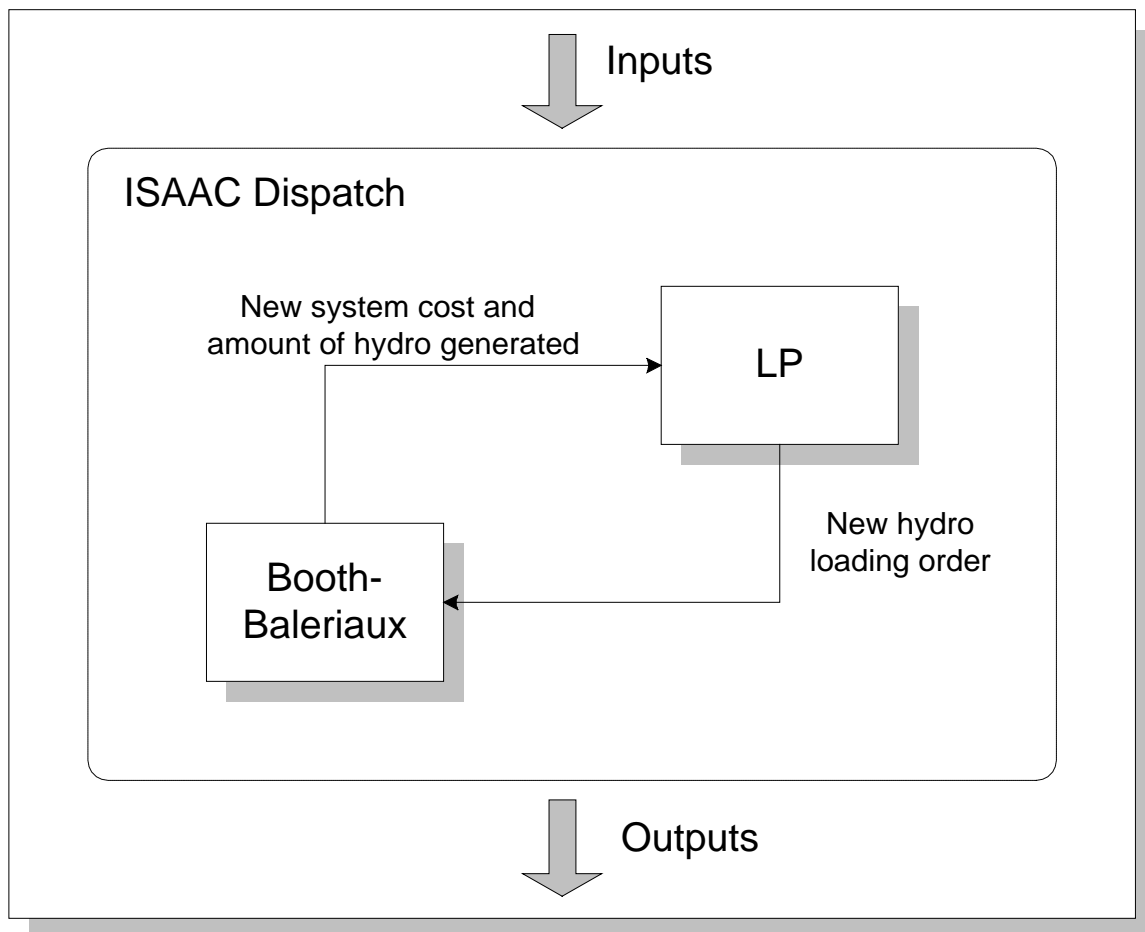 Inputs
ISAAC Dispatch
New system cost and
amount of hydro generated
LP
New hydro
loading order
Booth-
Baleriaux
Outputs